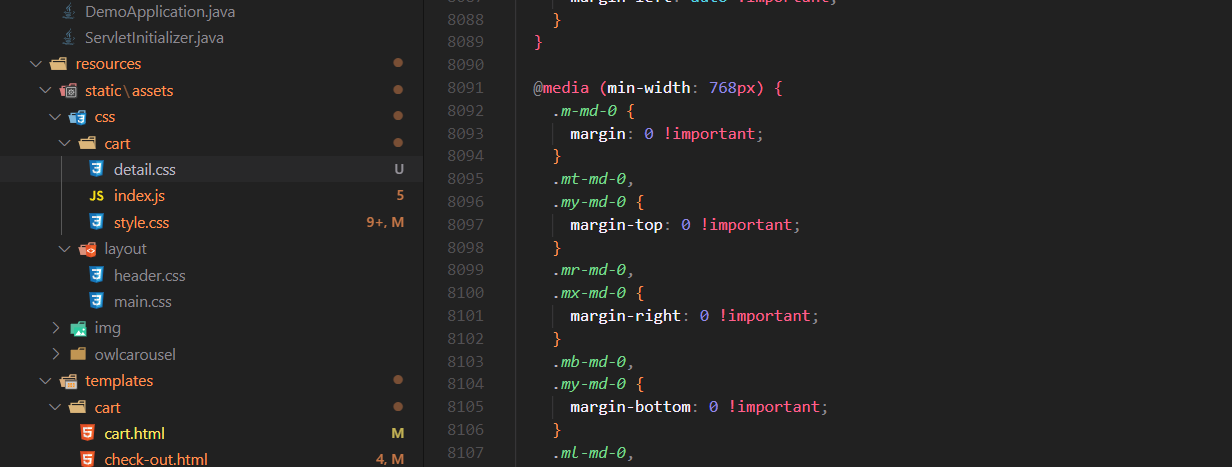 DemoApplication.java
ServletInitializer.java
resources
static\assets
css
cart
detail.css U
JS index.js 5
style.css 9+, M
layout
header.css
main.css
img
owlcarousel
templates
cart
cart.html M
check-out.html 4, M
margin-left: auto !important;
8088 }
8089 }
8090
8091 @media (min-width: 768px) {
8092 .m-md-0 {
8093 margin: 0 !important;
8094 }
8095 .mt-md-0,
8096 .my-md-0 {
8097 margin-top: 0 !important;
8098 }
8099 .mr-md-0,
8100 .mx-md-0 {
8101 margin-right: 0 !important;
8102 }
8103 .mb-md-0,
8104 .my-md-0 {
8105 margin-bottom: 0 !important;
8106 }
8107 .ml-md-0,